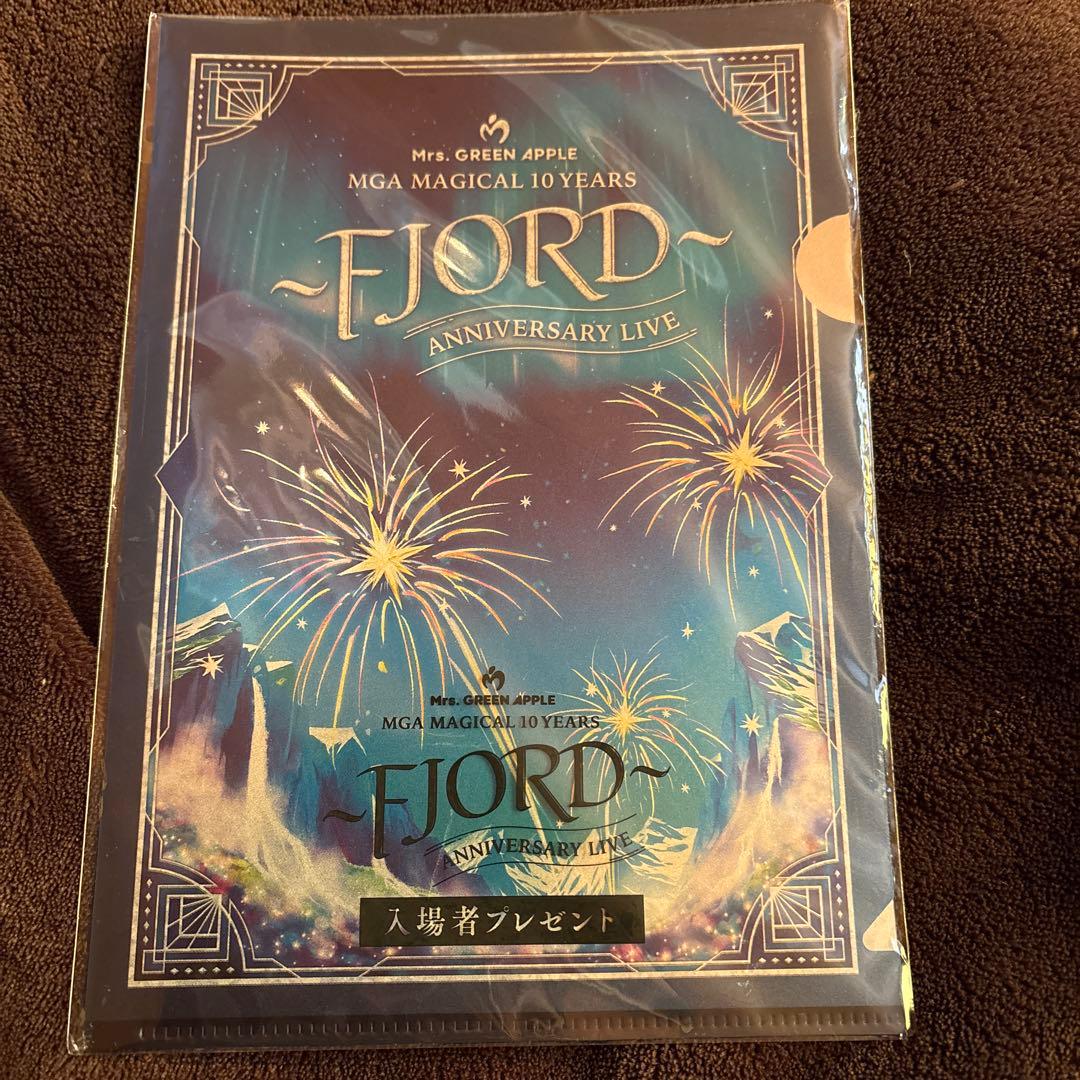 Mrs. GREEN APPLE
MGA MAGICAL 10 YEARS
~FJORD~
ANNIVERSARY LIVE
Mrs. GREEN APPLE
MGA MAGICAL 10 YEARS
~FJORD~
ANNIVERSARY LIVE
入場者プレゼント